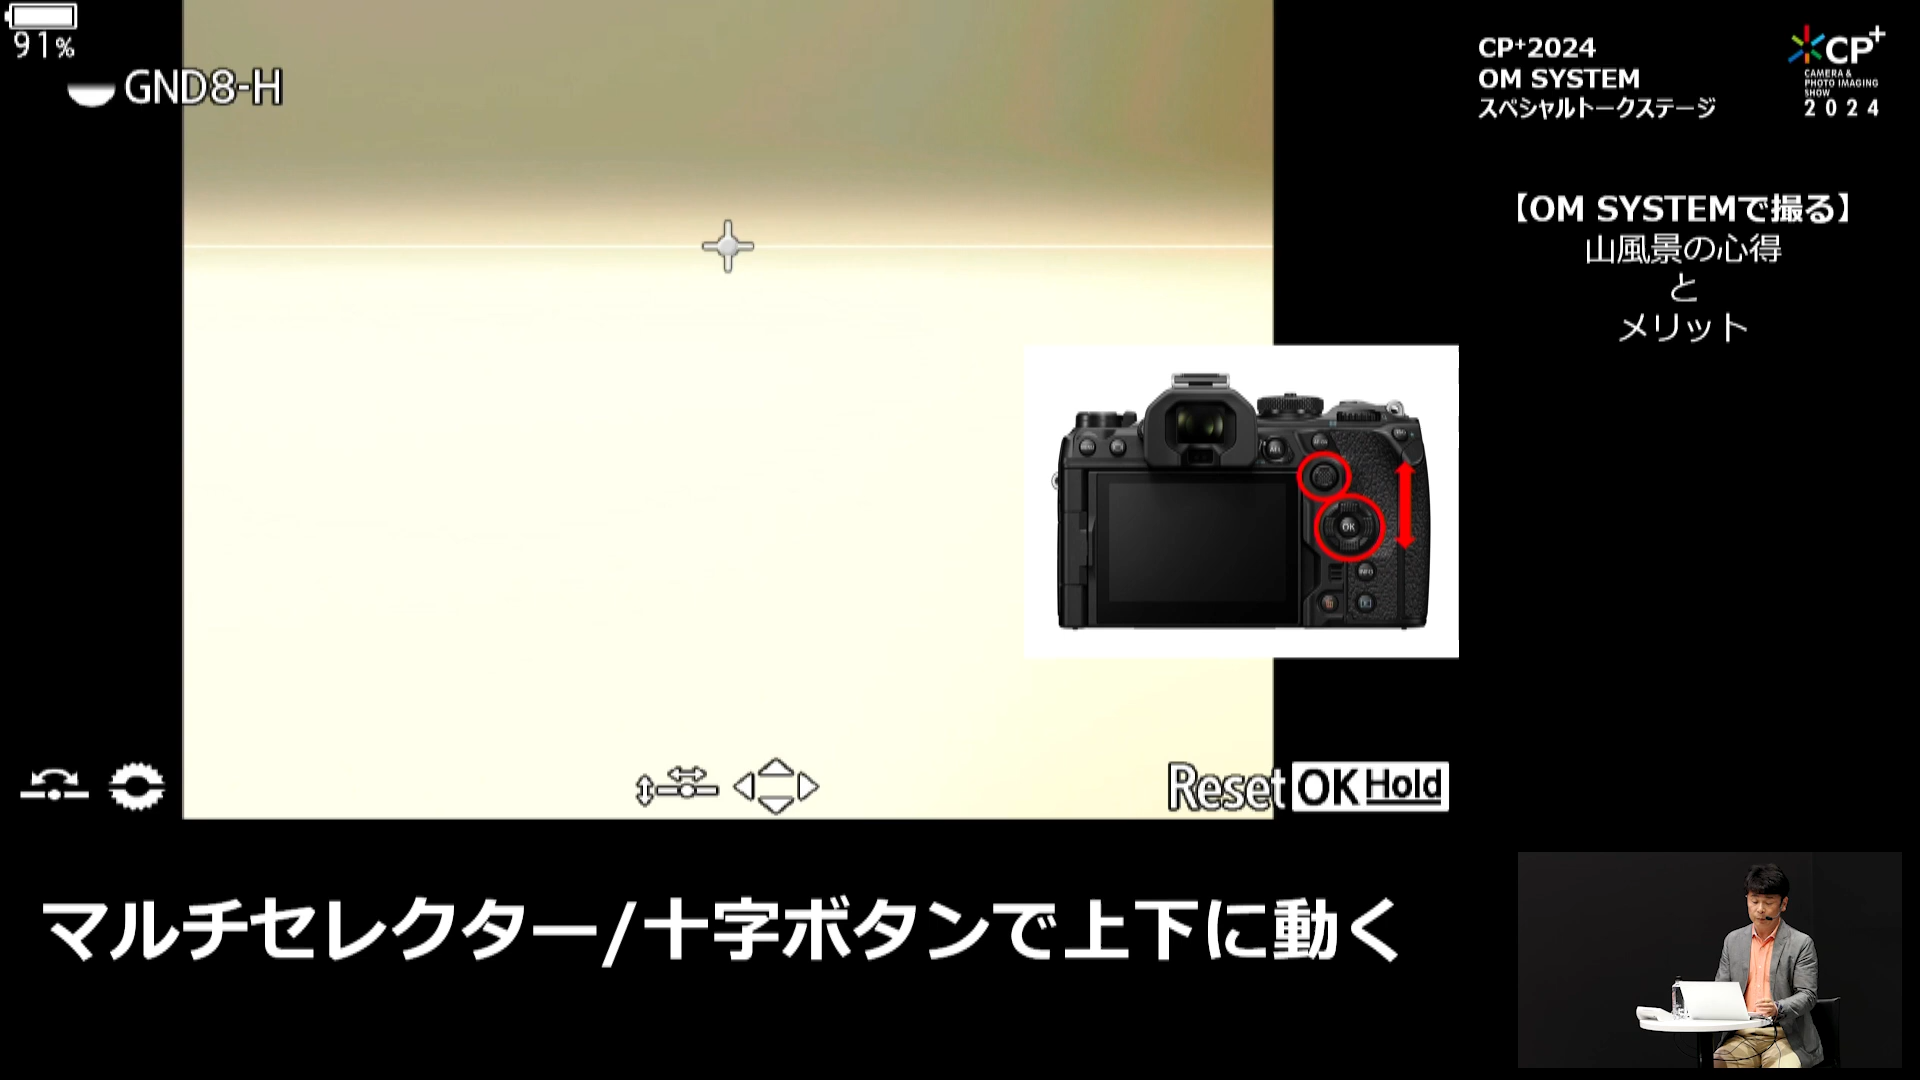 91%
GND8-H
CP+2024
OM SYSTEM
スペシャルトークステージ
CP+
CAMERA &
PHOTO IMAGING
SHOW
2024
【OM SYSTEMで撮る】
山風景の心得
と
メリット
OK
INFO
Reset OK Hold
マルチセレクター/十字ボタンで上下に動く